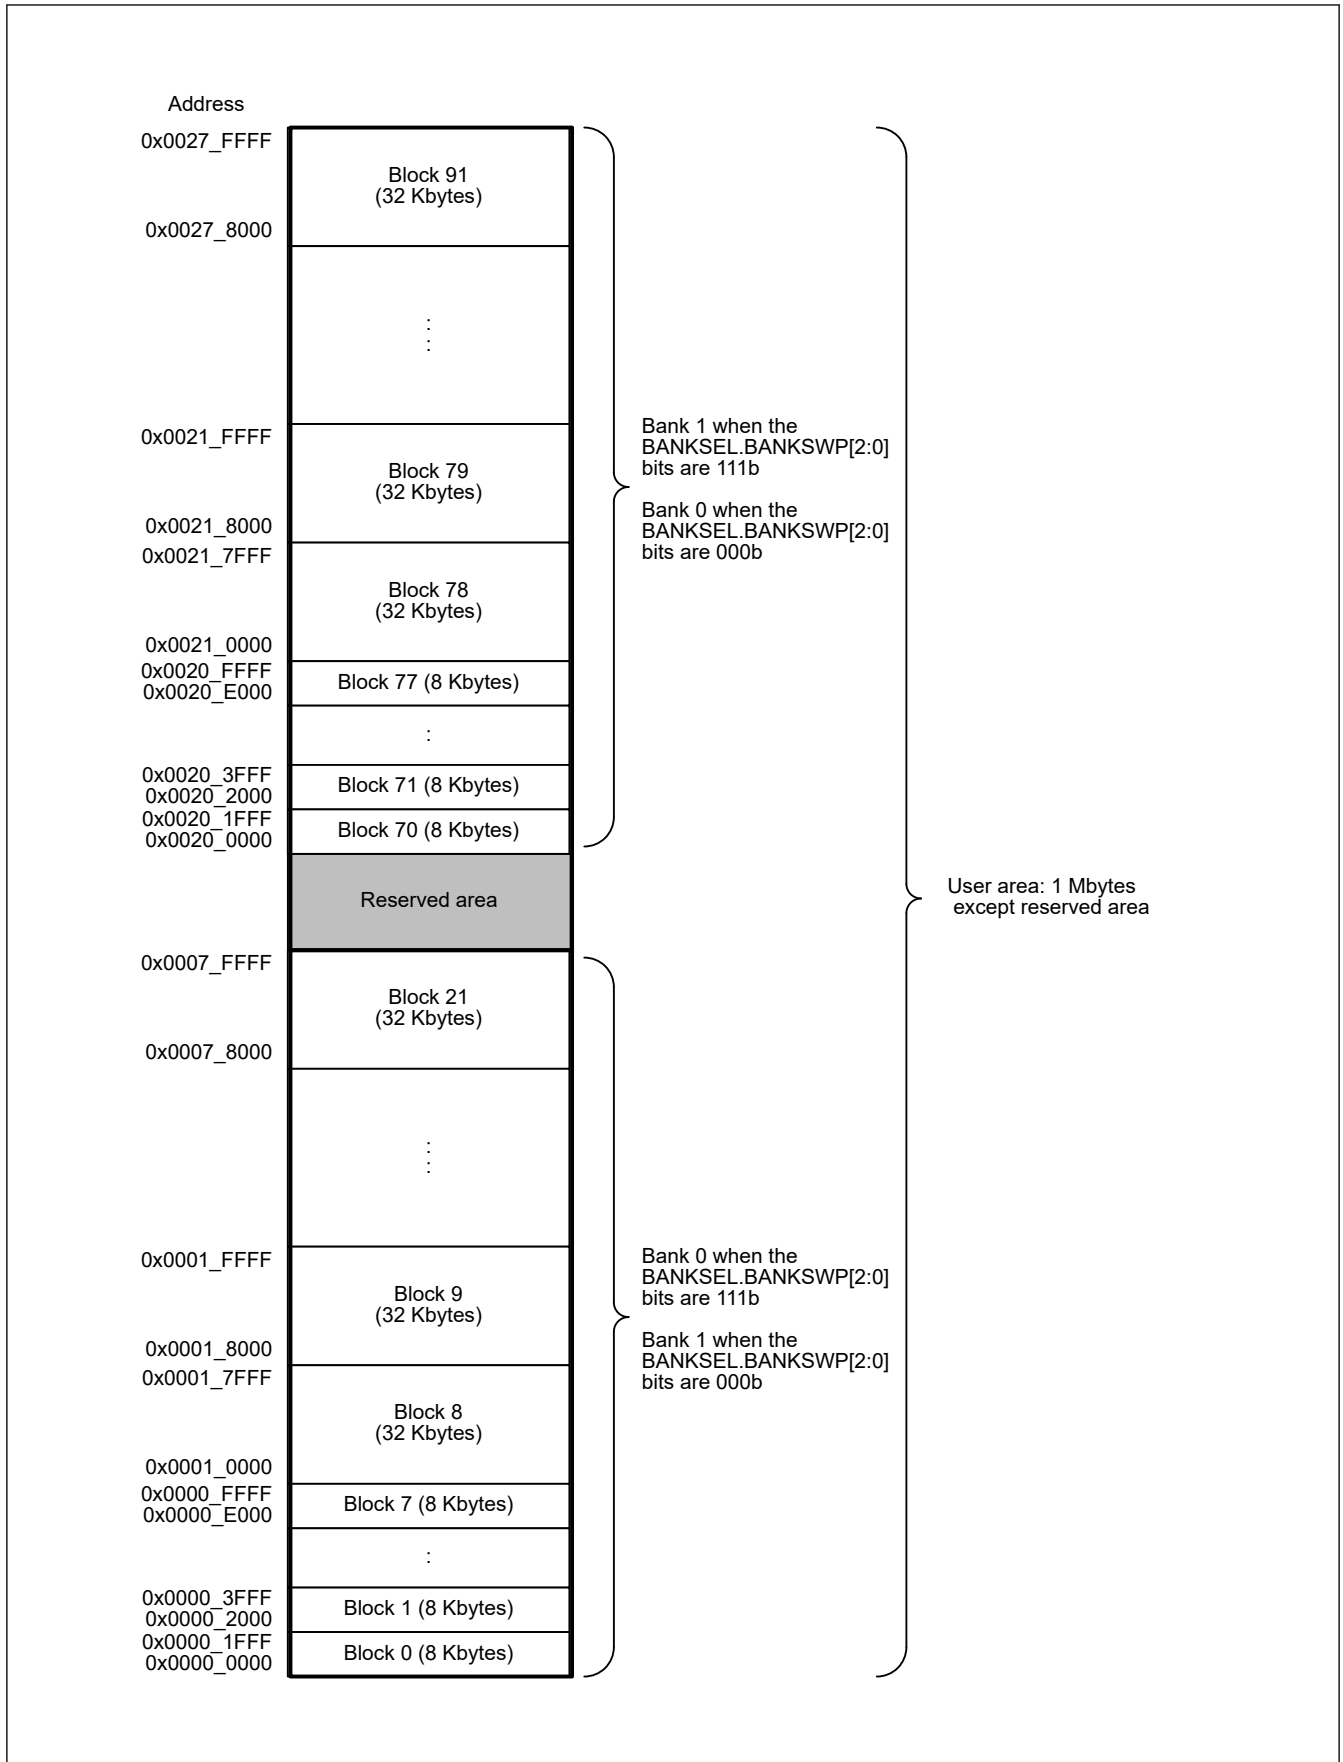 Address
0x0027_FFFF
Block 91
(32 Kbytes)
0x0027_8000
:
:
0x0021_FFFF
Block 79
(32 Kbytes)
0x0021_8000
0x0021_7FFF
Block 78
(32 Kbytes)
0x0021_0000
0x0020_FFFF
0x0020_E000
Block 77 (8 Kbytes)
:
0x0020_3FFF
0x0020_2000
Block 71 (8 Kbytes)
0x0020_1FFF
0x0020_0000
Block 70 (8 Kbytes)
Bank 1 when the
BANKSEL.BANKSWP[2:0]
bits are 111b
Bank 0 when the
BANKSEL.BANKSWP[2:0]
bits are 000b
Reserved area
User area: 1 Mbytes
except reserved area
0x0007_FFFF
Block 21
(32 Kbytes)
0x0007_8000
:
:
0x0001_FFFF
Block 9
(32 Kbytes)
0x0001_8000
0x0001_7FFF
Block 8
(32 Kbytes)
0x0001_0000
0x0000_FFFF
0x0000_E000
Block 7 (8 Kbytes)
:
0x0000_3FFF
0x0000_2000
Block 1 (8 Kbytes)
0x0000_1FFF
0x0000_0000
Block 0 (8 Kbytes)
Bank 0 when the
BANKSEL.BANKSWP[2:0]
bits are 111b
Bank 1 when the
BANKSEL.BANKSWP[2:0]
bits are 000b